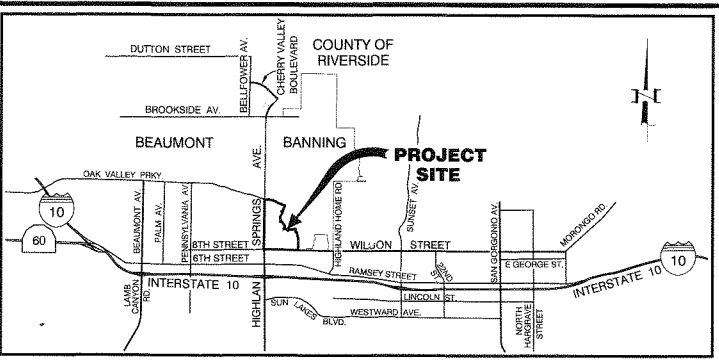 DUTTON STREET
BELLFOWER AV.
CHERRY VALLEY
BOULEVARD
COUNTY OF
RIVERSIDE
BROOKSIDE AV.
BEAUMONT
BANNING
PROJECT
SITE
OAK VALLEY PRKY.
10
60
BEAUMONT AV.
PALM AV.
PENNSYLVANIA AV.
HIGHLAN SPRINGS AVE.
HIGHLAND HOME RD
SUNSET AV.
8TH STREET
6TH STREET
WILSON STREET
22ND
ST.
SAN GORGONIO AV.
MORONGO RD.
E GEORGE ST.
RAMSEY STREET
LAMB
CANYON
RD.
INTERSTATE 10
LINCOLN ST.
INTERSTATE 10
10
SUN LAKES
BLVD.
WESTWARD AVE.
NORTH
HARGRAVE
STREET
N